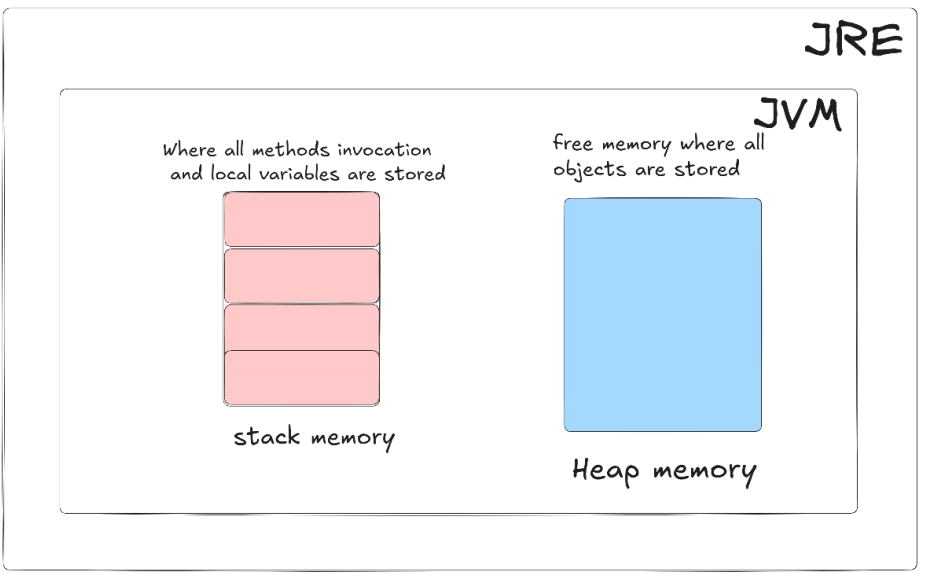 JRE
JVM
Where all methods invocation
and local variables are stored
free memory where all
objects are stored
stack memory
Heap memory